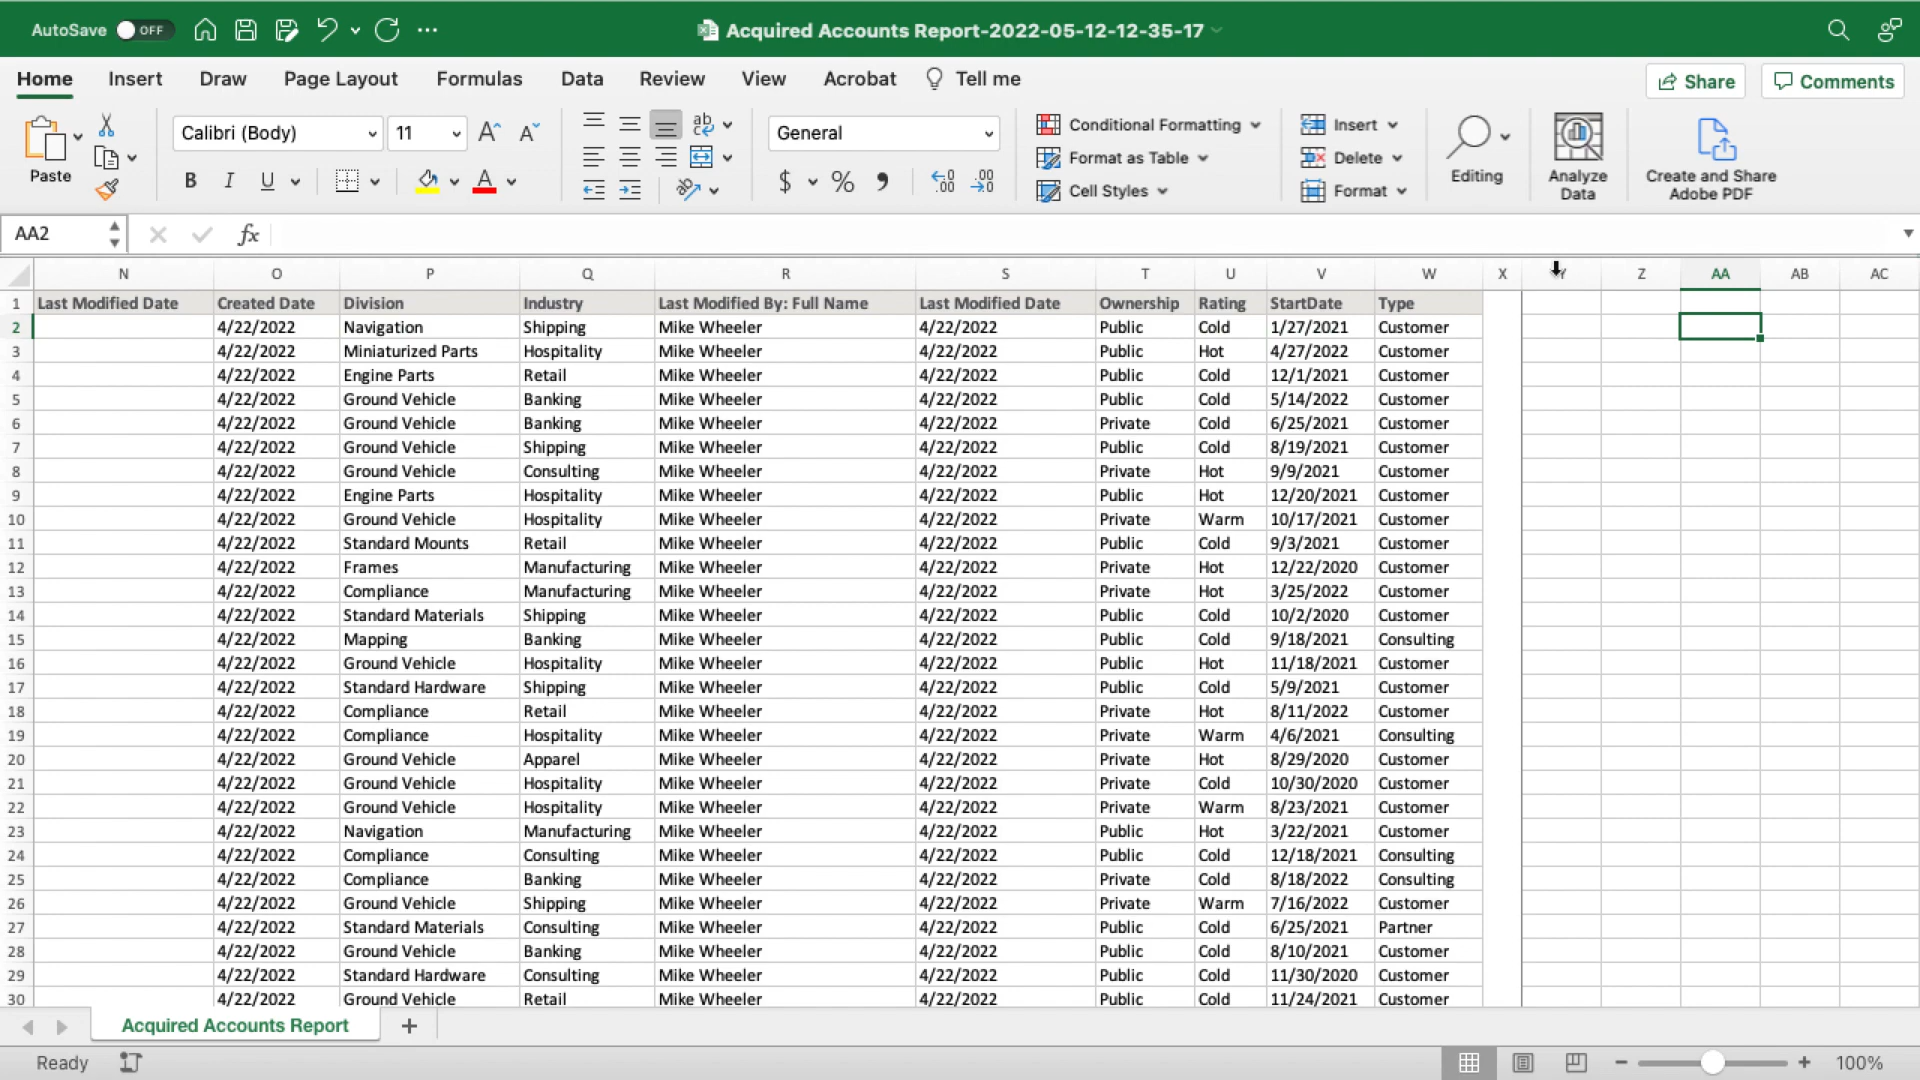 AutoSave OFF Acquired Accounts Report-2022-05-12-12-35-17
Home Insert Draw Page Layout Formulas Data Review View Acrobat Tell me Share Comments
Paste
Calibri (Body) 11 A A
B I U A
ab
General
$ % 9 .00 .00
Conditional Formatting
Format as Table
Cell Styles
Insert
Delete
Format
Editing
Analyze
Data
Create and Share
Adobe PDF
AA2 fx
N O P Q R S T U V W X Y Z AA AB AC
1 Last Modified Date Created Date Division Industry Last Modified By: Full Name Last Modified Date Ownership Rating StartDate Type
2 4/22/2022 Navigation Shipping Mike Wheeler 4/22/2022 Public Cold 1/27/2021 Customer
3 4/22/2022 Miniaturized Parts Hospitality Mike Wheeler 4/22/2022 Public Hot 4/27/2022 Customer
4 4/22/2022 Engine Parts Retail Mike Wheeler 4/22/2022 Public Cold 12/1/2021 Customer
5 4/22/2022 Ground Vehicle Banking Mike Wheeler 4/22/2022 Public Cold 5/14/2022 Customer
6 4/22/2022 Ground Vehicle Banking Mike Wheeler 4/22/2022 Private Cold 6/25/2021 Customer
7 4/22/2022 Ground Vehicle Shipping Mike Wheeler 4/22/2022 Public Cold 8/19/2021 Customer
8 4/22/2022 Ground Vehicle Consulting Mike Wheeler 4/22/2022 Private Hot 9/9/2021 Customer
9 4/22/2022 Engine Parts Hospitality Mike Wheeler 4/22/2022 Public Hot 12/20/2021 Customer
10 4/22/2022 Ground Vehicle Hospitality Mike Wheeler 4/22/2022 Private Warm 10/17/2021 Customer
11 4/22/2022 Standard Mounts Retail Mike Wheeler 4/22/2022 Public Cold 9/3/2021 Customer
12 4/22/2022 Frames Manufacturing Mike Wheeler 4/22/2022 Private Hot 12/22/2020 Customer
13 4/22/2022 Compliance Manufacturing Mike Wheeler 4/22/2022 Private Hot 3/25/2022 Customer
14 4/22/2022 Standard Materials Shipping Mike Wheeler 4/22/2022 Public Cold 10/2/2020 Customer
15 4/22/2022 Mapping Banking Mike Wheeler 4/22/2022 Public Cold 9/18/2021 Consulting
16 4/22/2022 Ground Vehicle Hospitality Mike Wheeler 4/22/2022 Public Hot 11/18/2021 Customer
17 4/22/2022 Standard Hardware Shipping Mike Wheeler 4/22/2022 Public Cold 5/9/2021 Customer
18 4/22/2022 Compliance Retail Mike Wheeler 4/22/2022 Private Hot 8/11/2022 Customer
19 4/22/2022 Compliance Hospitality Mike Wheeler 4/22/2022 Private Warm 4/6/2021 Consulting
20 4/22/2022 Ground Vehicle Apparel Mike Wheeler 4/22/2022 Private Hot 8/29/2020 Customer
21 4/22/2022 Ground Vehicle Hospitality Mike Wheeler 4/22/2022 Private Cold 10/30/2020 Customer
22 4/22/2022 Ground Vehicle Hospitality Mike Wheeler 4/22/2022 Private Warm 8/23/2021 Customer
23 4/22/2022 Navigation Manufacturing Mike Wheeler 4/22/2022 Public Hot 3/22/2021 Customer
24 4/22/2022 Compliance Consulting Mike Wheeler 4/22/2022 Public Cold 12/18/2021 Consulting
25 4/22/2022 Compliance Banking Mike Wheeler 4/22/2022 Private Cold 8/18/2022 Consulting
26 4/22/2022 Ground Vehicle Shipping Mike Wheeler 4/22/2022 Private Warm 7/16/2022 Customer
27 4/22/2022 Standard Materials Consulting Mike Wheeler 4/22/2022 Public Cold 6/25/2021 Partner
28 4/22/2022 Ground Vehicle Banking Mike Wheeler 4/22/2022 Public Cold 8/10/2021 Customer
29 4/22/2022 Standard Hardware Consulting Mike Wheeler 4/22/2022 Public Cold 11/30/2020 Customer
30 4/22/2022 Ground Vehicle Retail Mike Wheeler 4/22/2022 Public Cold 11/24/2021 Customer
Acquired Accounts Report +
Ready 100%